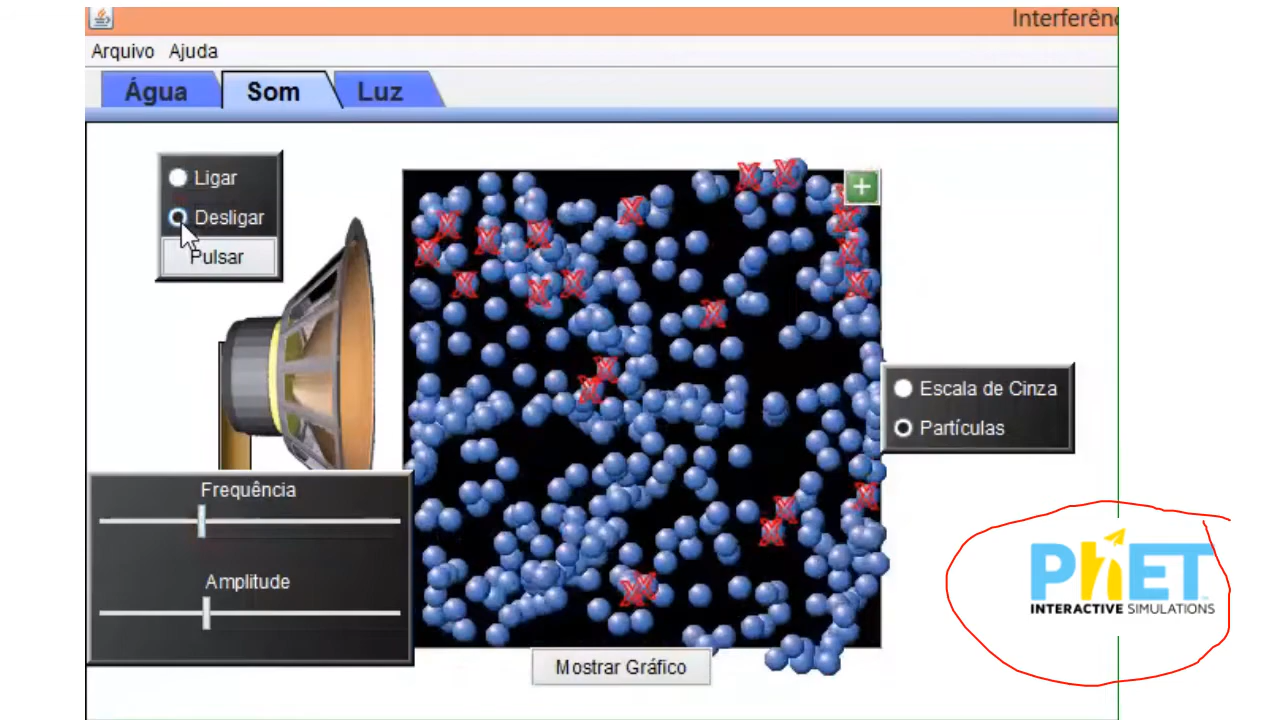 Interferênc
Arquivo Ajuda
Água Som Luz
Ligar
Desligar
Pulsar
Escala de Cinza
Partículas
Frequência
Amplitude
Mostrar Gráfico
PhET
INTERACTIVE SIMULATIONS